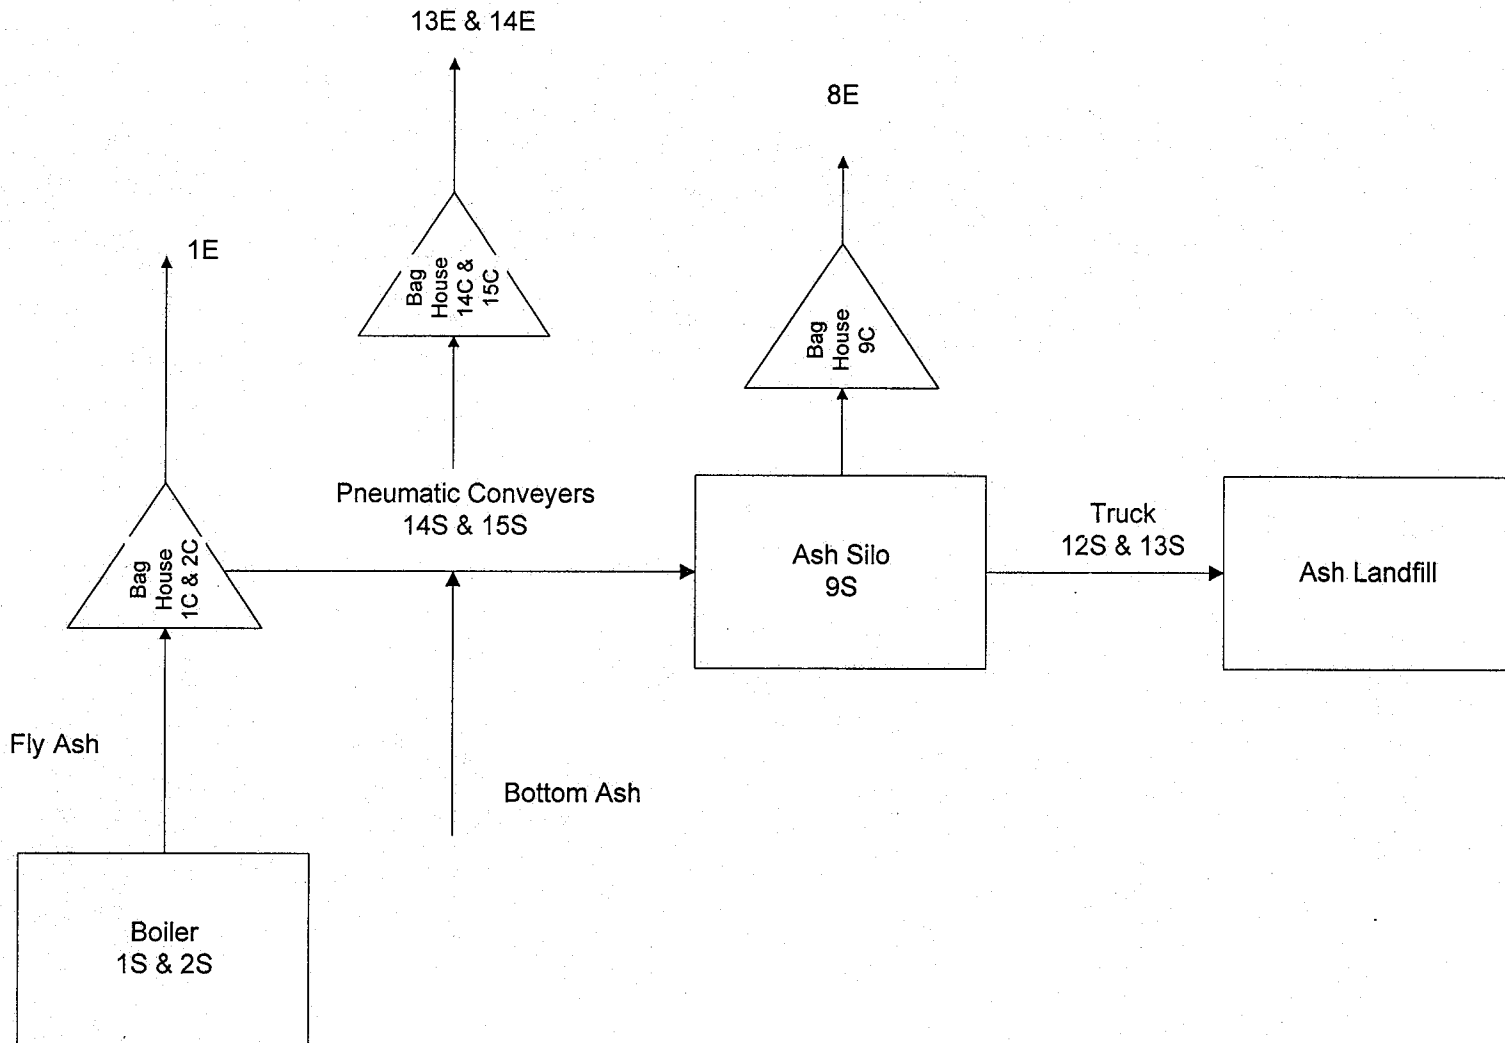 13E & 14E
8E
1E
Bag
House
14C &
15C
Bag
House
9C
Pneumatic Conveyers
14S & 15S
Truck
12S & 13S
Bag
House
1C & 2C
Ash Silo
9S
Ash Landfill
Fly Ash
Bottom Ash
Boiler
1S & 2S